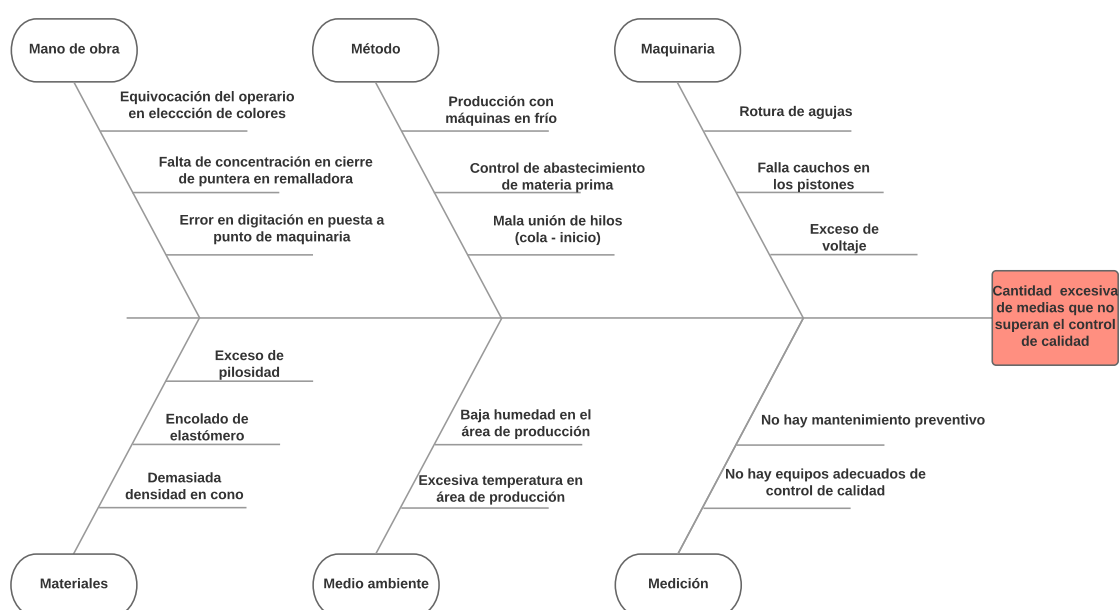 Mano de obra
Método
Maquinaria
Equivocación del operario
en eleccción de colores
Falta de concentración en cierre
de puntera en remalladora
Error en digitación en puesta a
punto de maquinaria
Producción con
máquinas en frío
Control de abastecimiento
de materia prima
Mala unión de hilos
(cola - inicio)
Rotura de agujas
Falla cauchos en
los pistones
Exceso de
voltaje
Cantidad excesiva
de medias que no
superan el control
de calidad
Exceso de
pilosidad
Encolado de
elastómero
Demasiada
densidad en cono
Baja humedad en el
área de producción
Excesiva temperatura en
área de producción
No hay mantenimiento preventivo
No hay equipos adecuados de
control de calidad
Materiales
Medio ambiente
Medición